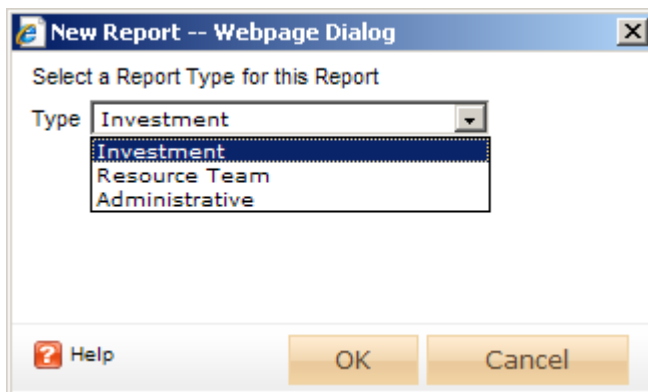 New Report -- Webpage Dialog
Select a Report Type for this Report
Type Investment
Investment
Resource Team
Administrative
Help OK Cancel